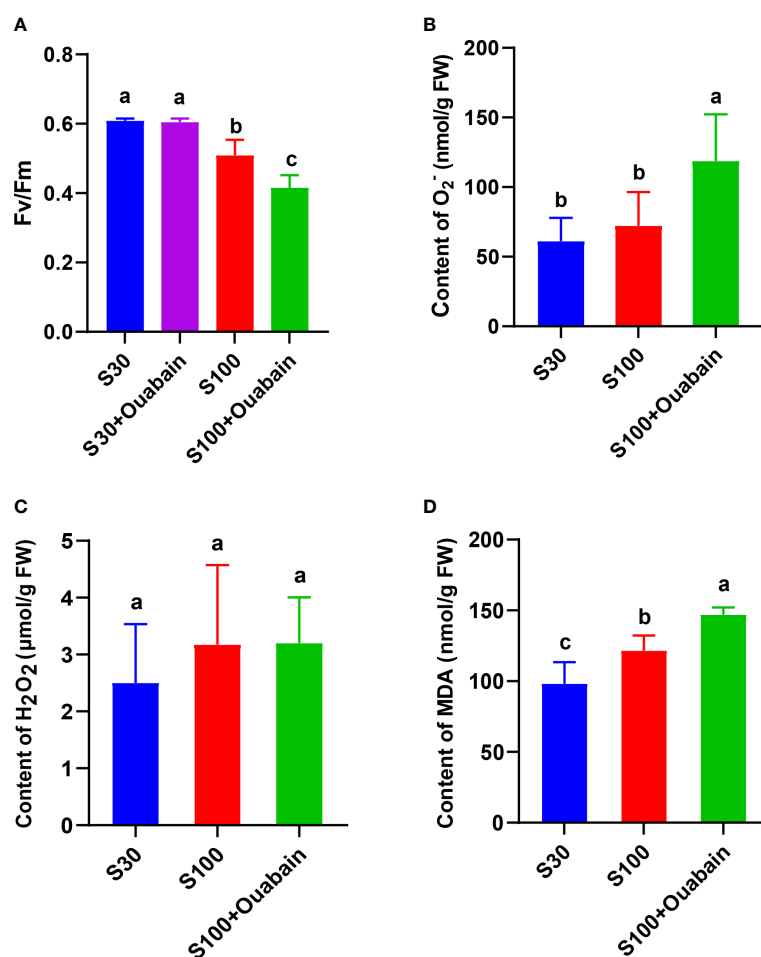 A
Fv/Fm
0.8
0.6
0.4
0.2
0.0
a
a
b
c
S30
S30+Ouabain
S100
S100+Ouabain
B
Content of O₂⁻ (nmol/g FW)
200
150
100
50
0
b
b
a
S30
S100
S100+Ouabain
C
Content of H₂O₂ (μmol/g FW)
5
4
3
2
1
0
a
a
a
S30
S100
S100+Ouabain
D
Content of MDA (nmol/g FW)
200
150
100
50
0
c
b
a
S30
S100
S100+Ouabain